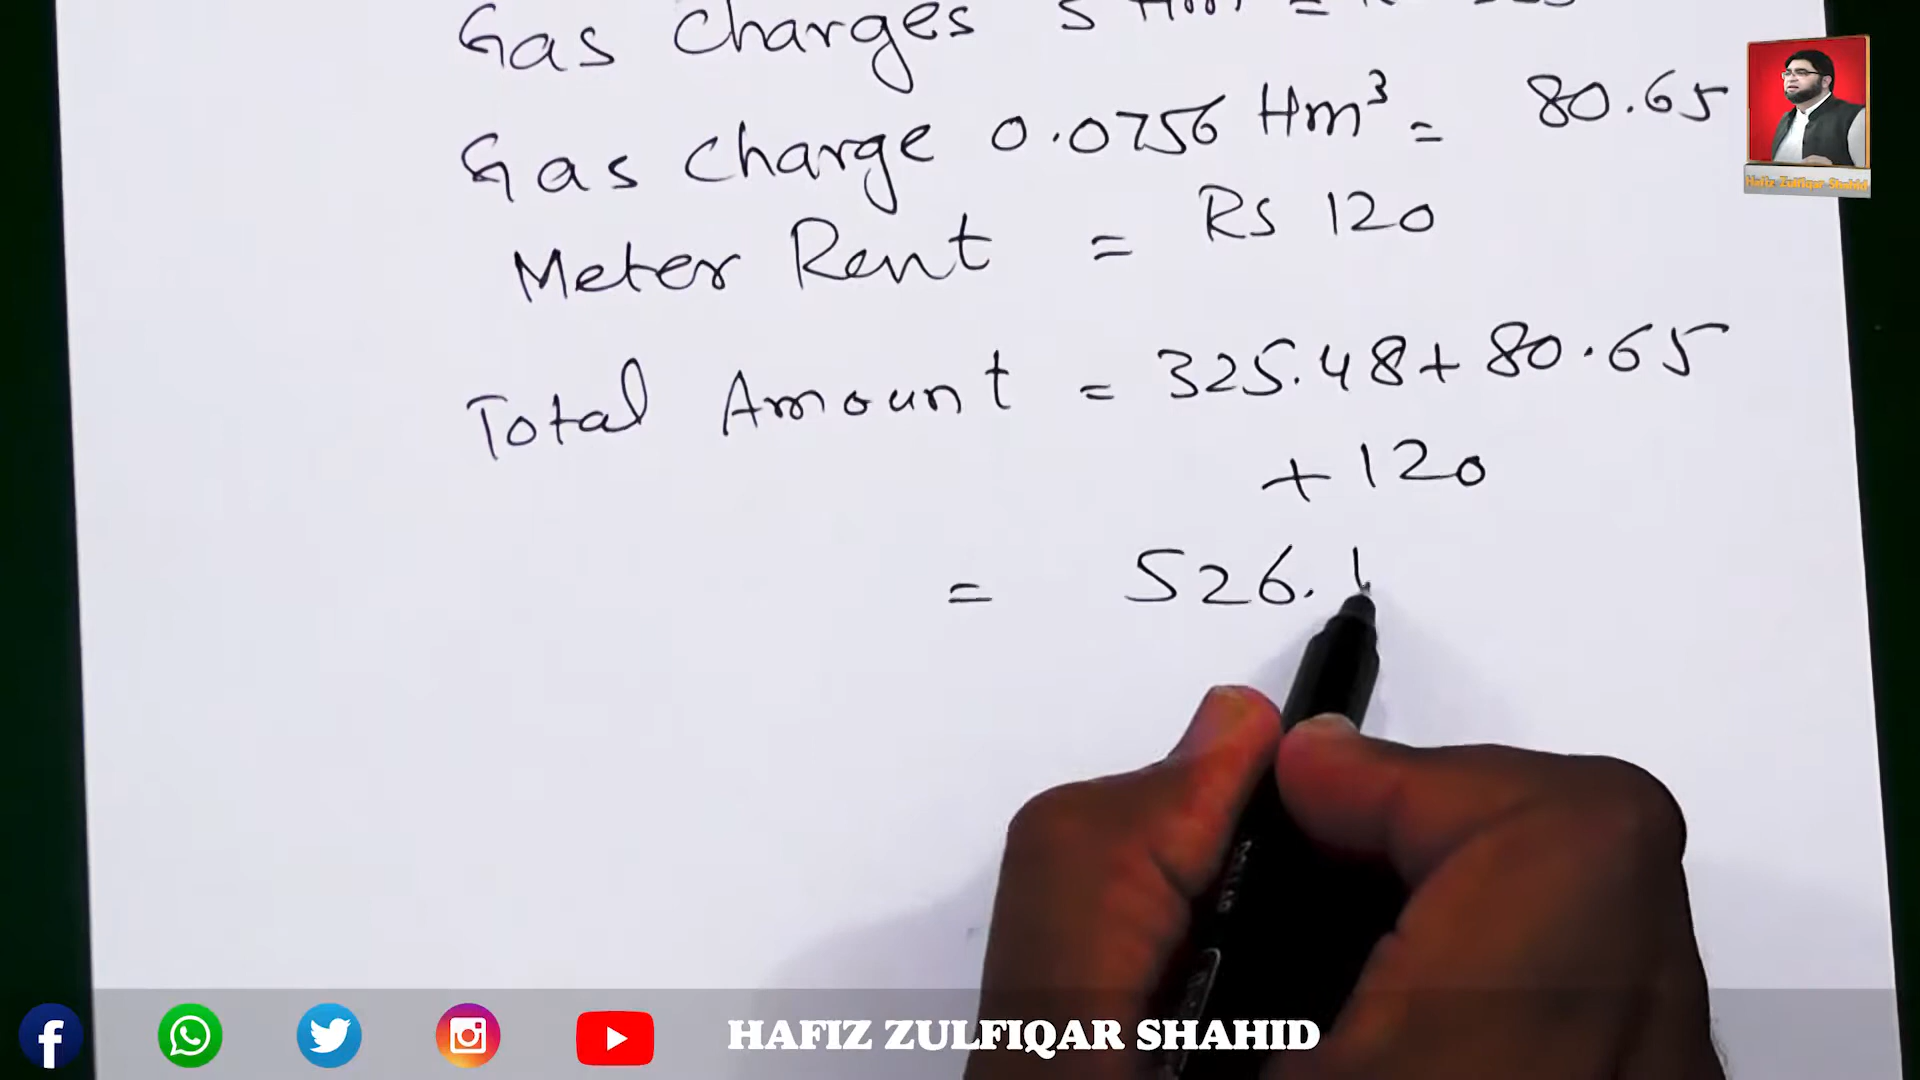 Gas Charges
Gas Charge 0.0756 Hm³ = 80.65
Hafiz Zulfiqar Shahid
Meter Rent = Rs 120
Total Amount = 325.48 + 80.65
+ 120
= 526.1
HAFIZ ZULFIQAR SHAHID